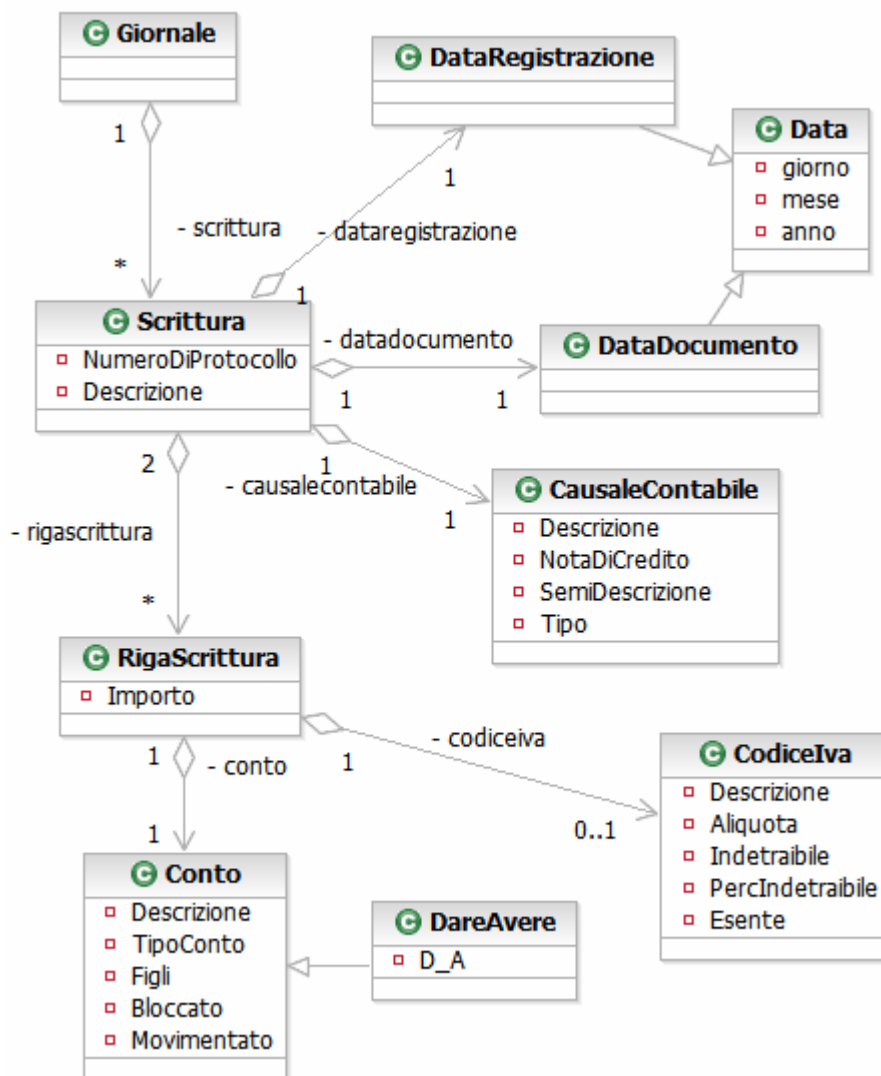 C Giornale
C DataRegistrazione
C Data
giorno
mese
anno
1
1
- scrittura
- dataregistrazione
*
1
C Scrittura
NumeroDiProtocollo
Descrizione
- datadocumento
1
1
C DataDocumento
2
1
- causalecontabile
1
C CausaleContabile
Descrizione
NotaDiCredito
SemiDescrizione
Tipo
- rigascrittura
*
C RigaScrittura
Importo
1
- conto
1
- codiceiva
1
0..1
C CodiceIva
Descrizione
Aliquota
Indetraibile
PercIndetraibile
Esente
C Conto
Descrizione
TipoConto
Figli
Bloccato
Movimentato
C DareAvere
D_A